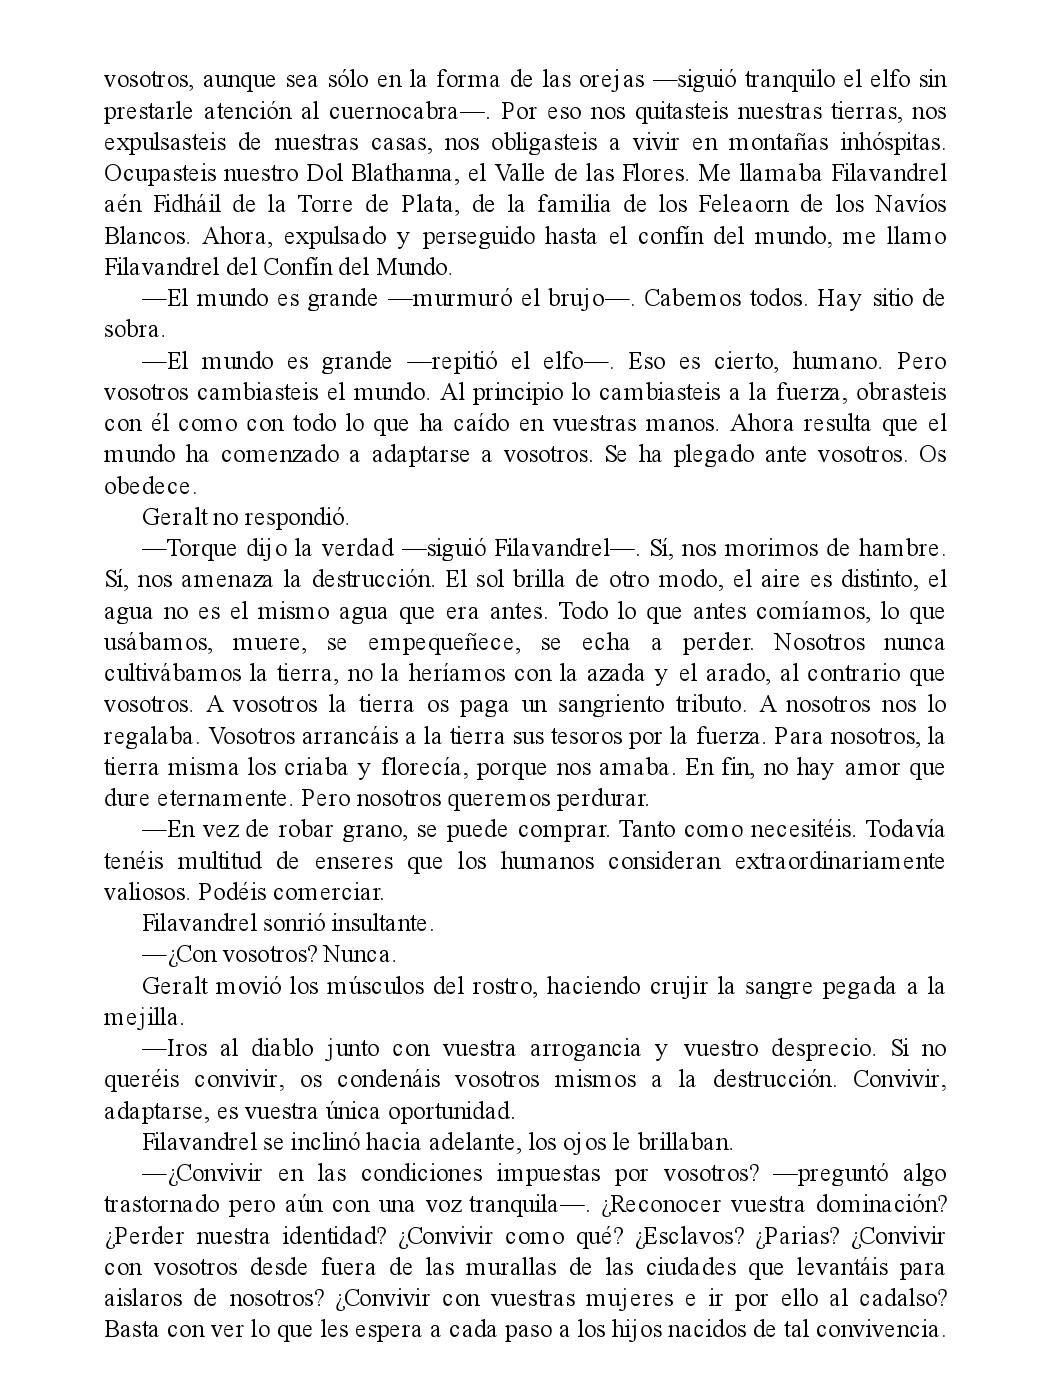 vosotros, aunque sea sólo en la forma de las orejas —siguió tranquilo el elfo sin
prestarle atención al cuernocabra—. Por eso nos quitasteis nuestras tierras, nos
expulsasteis de nuestras casas, nos obligasteis a vivir en montañas inhóspitas.
Ocupasteis nuestro Dol Blathanna, el Valle de las Flores. Me llamaba Filavandrel
aén Fidháil de la Torre de Plata, de la familia de los Feleaorn de los Navíos
Blancos. Ahora, expulsado y perseguido hasta el confín del mundo, me llamo
Filavandrel del Confín del Mundo.
—El mundo es grande —murmuró el brujo—. Cabemos todos. Hay sitio de
sobra.
—El mundo es grande —repitió el elfo—. Eso es cierto, humano. Pero
vosotros cambiasteis el mundo. Al principio lo cambiasteis a la fuerza, obrasteis
con él como con todo lo que ha caído en vuestras manos. Ahora resulta que el
mundo ha comenzado a adaptarse a vosotros. Se ha plegado ante vosotros. Os
obedece.
Geralt no respondió.
—Torque dijo la verdad —siguió Filavandrel—. Sí, nos morimos de hambre.
Sí, nos amenaza la destrucción. El sol brilla de otro modo, el aire es distinto, el
agua no es el mismo agua que era antes. Todo lo que antes comíamos, lo que
usábamos, muere, se empequeñece, se echa a perder. Nosotros nunca
cultivábamos la tierra, no la heríamos con la azada y el arado, al contrario que
vosotros. A vosotros la tierra os paga un sangriento tributo. A nosotros nos lo
regalaba. Vosotros arrancáis a la tierra sus tesoros por la fuerza. Para nosotros, la
tierra misma los criaba y florecía, porque nos amaba. En fin, no hay amor que
dure eternamente. Pero nosotros queremos perdurar.
—En vez de robar grano, se puede comprar. Tanto como necesitéis. Todavía
tenéis multitud de enseres que los humanos consideran extraordinariamente
valiosos. Podéis comerciar.
Filavandrel sonrió insultante.
—¿Con vosotros? Nunca.
Geralt movió los músculos del rostro, haciendo crujir la sangre pegada a la
mejilla.
—Iros al diablo junto con vuestra arrogancia y vuestro desprecio. Si no
queréis convivir, os condenáis vosotros mismos a la destrucción. Convivir,
adaptarse, es vuestra única oportunidad.
Filavandrel se inclinó hacia adelante, los ojos le brillaban.
—¿Convivir en las condiciones impuestas por vosotros? —preguntó algo
trastornado pero aún con una voz tranquila—. ¿Reconocer vuestra dominación?
¿Perder nuestra identidad? ¿Convivir como qué? ¿Esclavos? ¿Parias? ¿Convivir
con vosotros desde fuera de las murallas de las ciudades que levantáis para
aislaros de nosotros? ¿Convivir con vuestras mujeres e ir por ello al cadalso?
Basta con ver lo que les espera a cada paso a los hijos nacidos de tal convivencia.